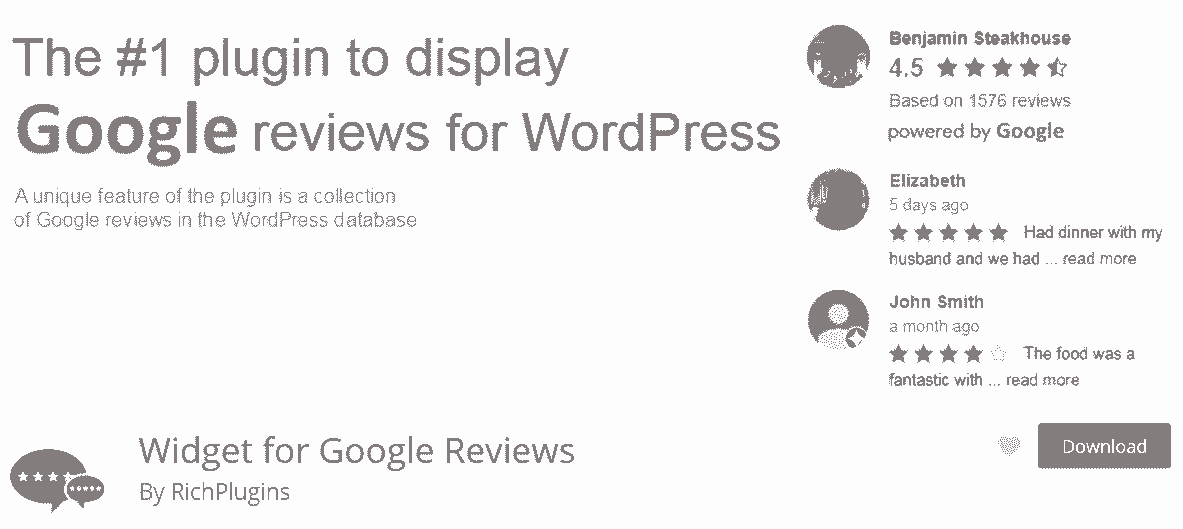 The #1 plugin to display
Google reviews for WordPress
A unique feature of the plugin is a collection
of Google reviews in the WordPress database
Benjamin Steakhouse
4.5
Based on 1576 reviews
powered by Google
Elizabeth
5 days ago
Had dinner with my
husband and we had ... read more
John Smith
a month ago
The food was a
fantastic with ... read more
Widget for Google Reviews
By RichPlugins
Download